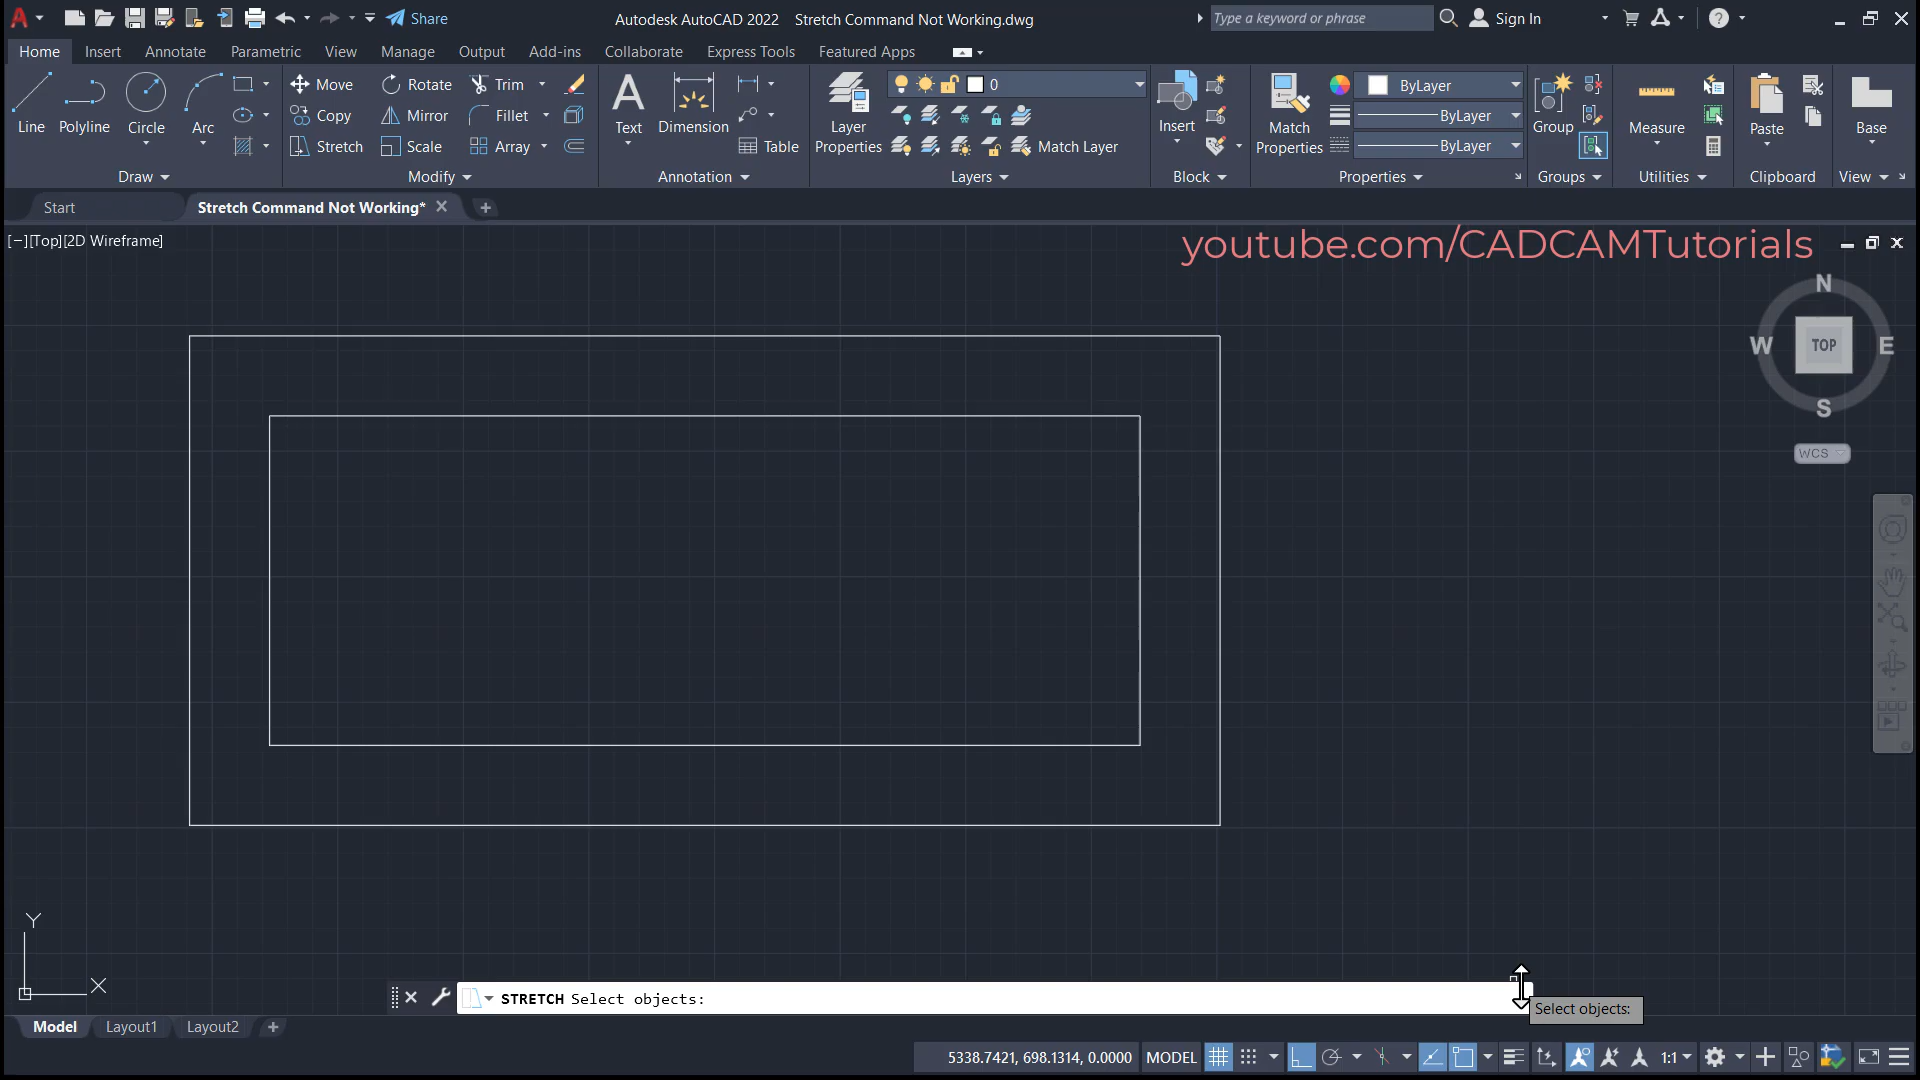 Share
Autodesk AutoCAD 2022 Stretch Command Not Working.dwg
Type a keyword or phrase
Sign In
Home Insert Annotate Parametric View Manage Output Add-ins Collaborate Express Tools Featured Apps
Line Polyline Circle Arc
Draw
Move Rotate Trim
Copy Mirror Fillet
Stretch Scale Array
Modify
Text Dimension Table
Annotation
Layer Properties
0
Match Layer
Layers
Insert
Block
Match Properties
ByLayer
ByLayer
ByLayer
Properties
Group
Groups
Measure
Utilities
Paste
Clipboard
Base
View
Start Stretch Command Not Working*
[−][Top][2D Wireframe]
youtube.com/CADCAMTutorials
N
W TOP E
S
WCS
Y
X
STRETCH Select objects:
Select objects:
Model Layout1 Layout2
5338.7421, 698.1314, 0.0000 MODEL 1:1